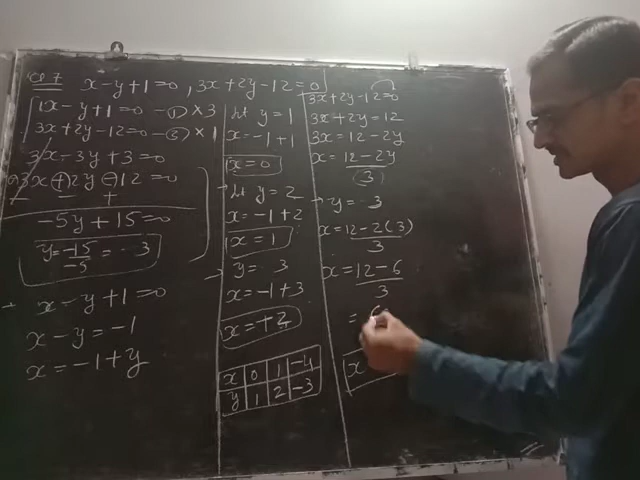 x-y+1=0, 3x+2y-12=0
1x-y+1=0 -① ×3
3x+2y-12=0 -② ×1
3x-3y+3=0
3x+2y-12=0
- - +
-5y+15=0
y=-15/-5= 3
x-y+1=0
x-y=-1
x=-1+y
let y=1
x=-1+1
x=0
let y=2
x=-1+2
x=1
y= 3
x=-1+3
x=+2
x 0 1 -4
y 1 2 -3
3x+2y-12=0
3x+2y=12
3x=12-2y
x=12-2y/3
y= 3
x=12-2(3)/3
x=12-6/3
=
x